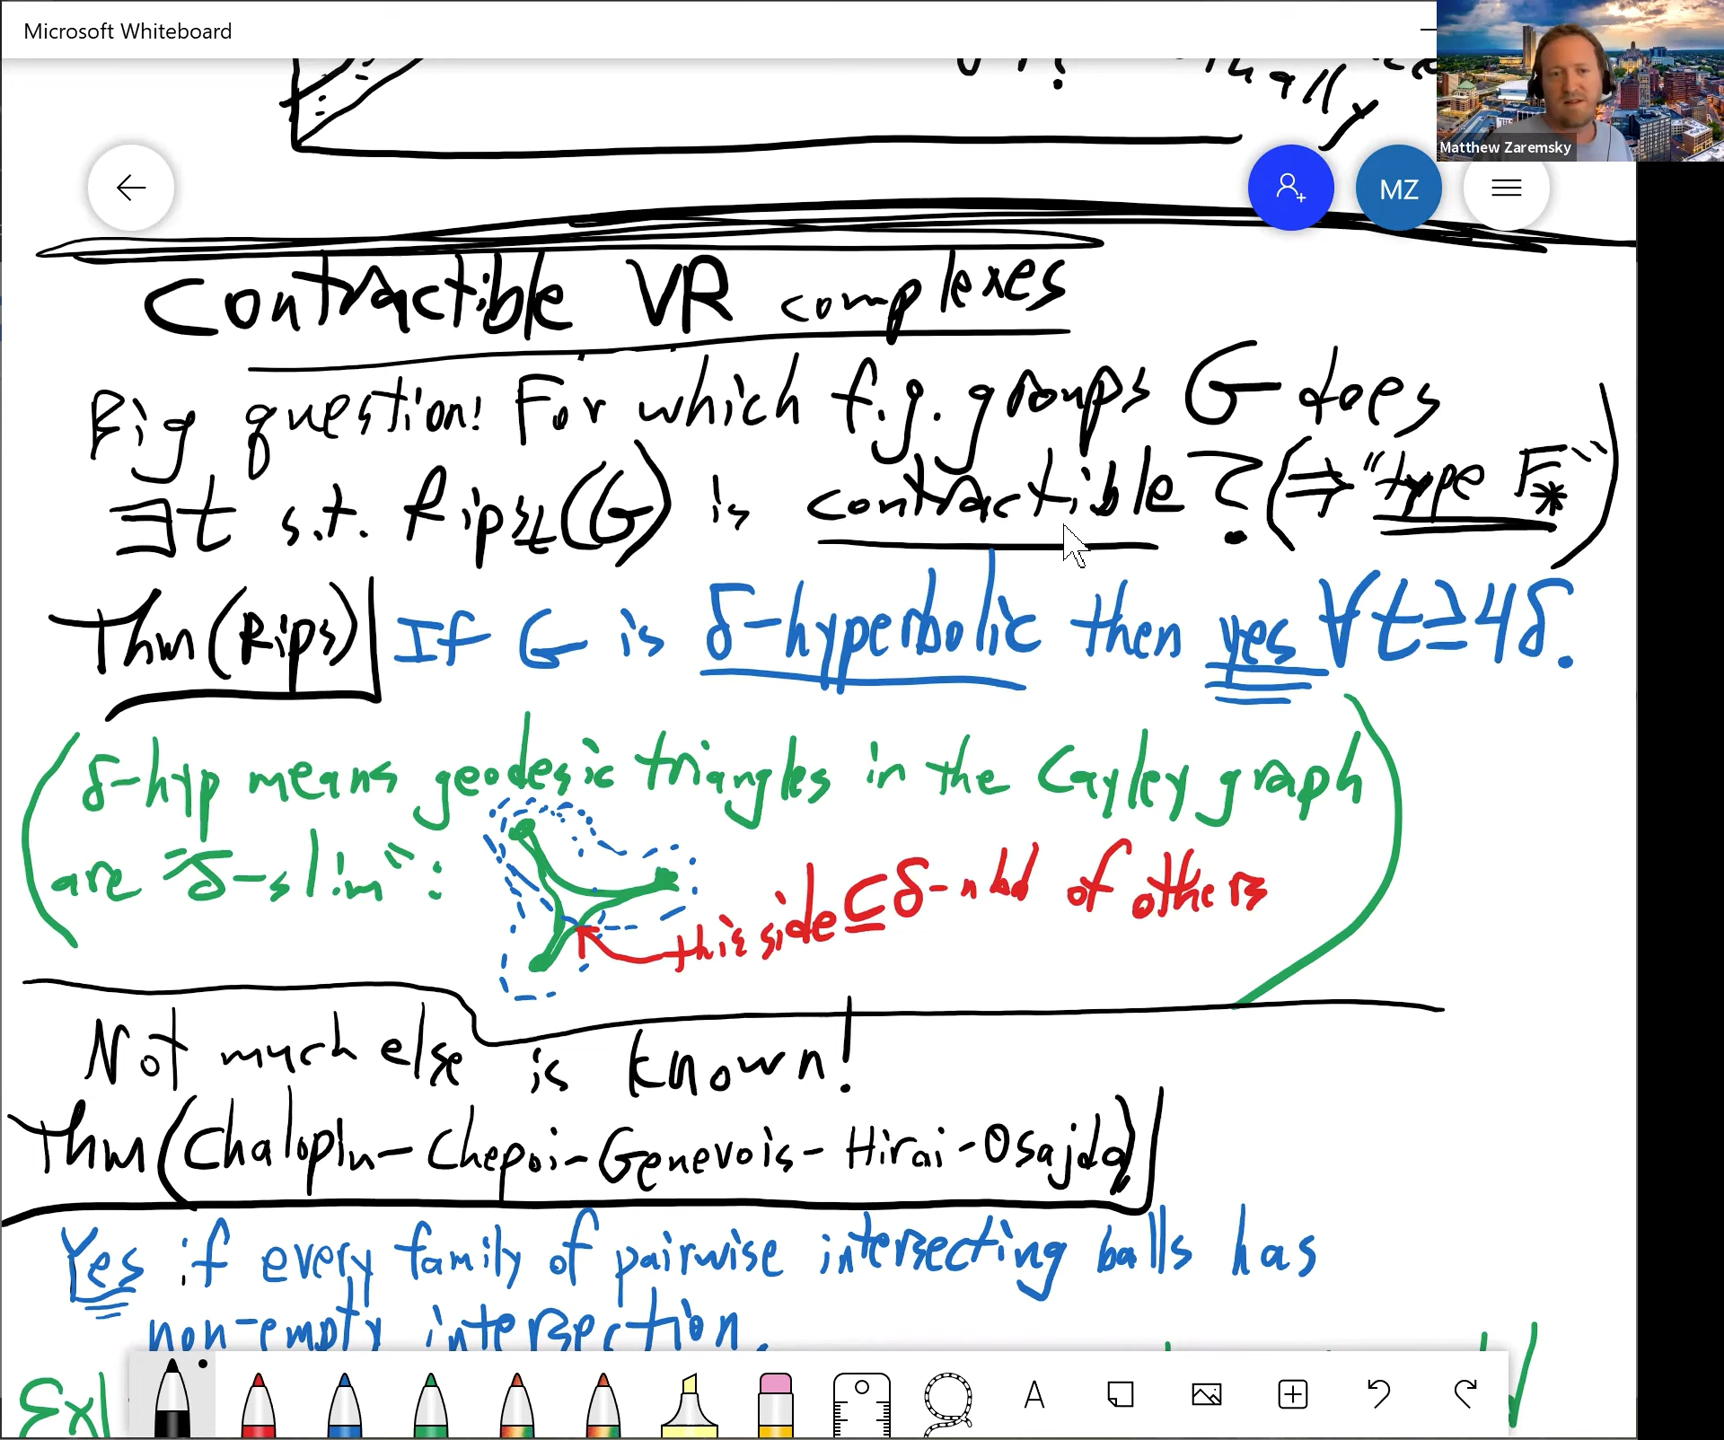 Microsoft Whiteboard
Matthew Zaremsky
MZ
Contractible VR complexes
Big question! For which f.g. groups G does
∃t s.t. Rips_t(G) is contractible? (⇒ "type F_*")
Thm (Rips) If G is δ-hyperbolic then yes ∀t≥4δ.
(δ-hyp means geodesic triangles in the Cayley graph
are "δ-slim":
this side ⊆ δ-nbd of others)
Not much else is known!
Thm (Chalopin-Chepoi-Genevois-Hirai-Osajda)
Yes if every family of pairwise intersecting balls has
non-empty intersection.
Ex
A